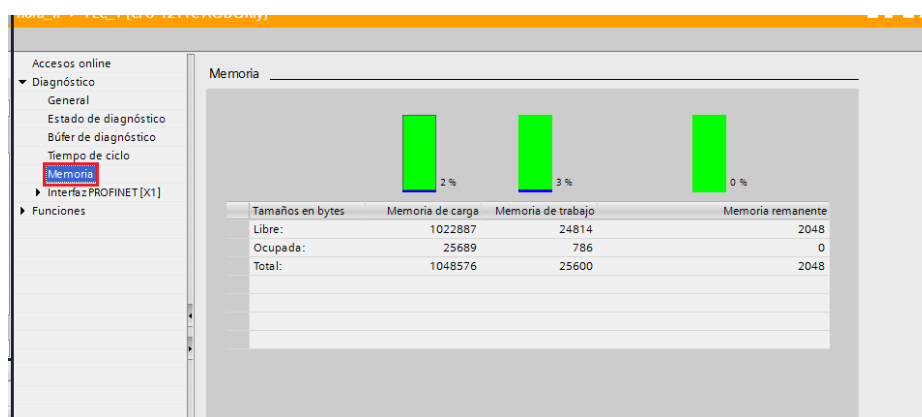 Accesos online
Diagnóstico
General
Estado de diagnóstico
Búfer de diagnóstico
Tiempo de ciclo
Memoria
Interfaz PROFINET [X1]
Funciones
Memoria
2 % 3 % 0 %
Tamaños en bytes Memoria de carga Memoria de trabajo Memoria remanente
Libre: 1022887 24814 2048
Ocupada: 25689 786 0
Total: 1048576 25600 2048